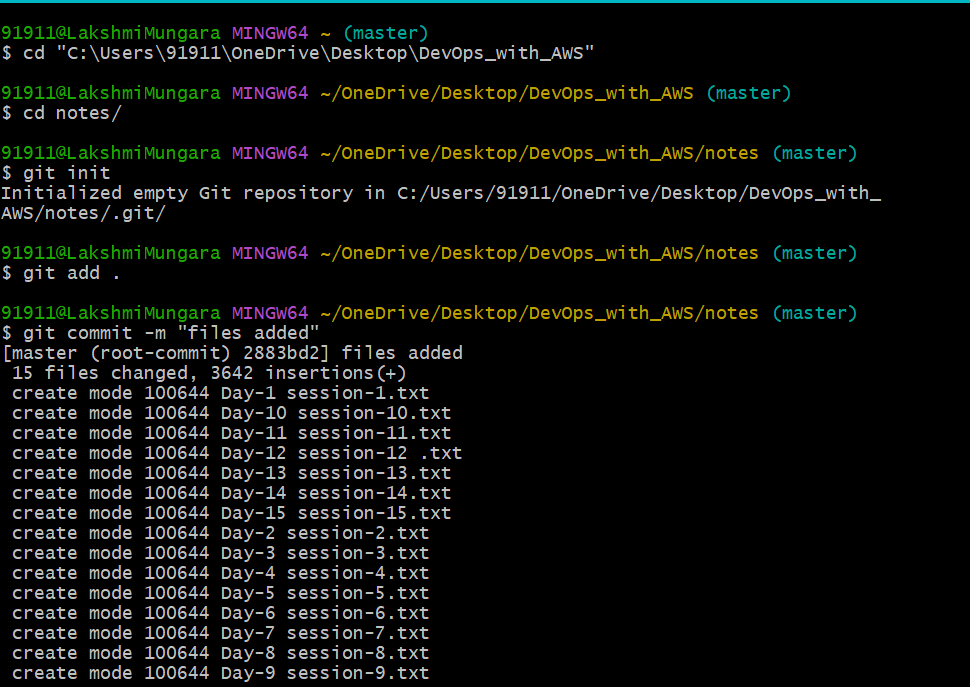 91911@LakshmiMungara MINGW64 ~ (master)
$ cd "C:\Users\91911\OneDrive\Desktop\DevOps_with_AWS"
91911@LakshmiMungara MINGW64 ~/OneDrive/Desktop/DevOps_with_AWS (master)
$ cd notes/
91911@LakshmiMungara MINGW64 ~/OneDrive/Desktop/DevOps_with_AWS/notes (master)
$ git init
Initialized empty Git repository in C:/Users/91911/OneDrive/Desktop/DevOps_with_
AWS/notes/.git/
91911@LakshmiMungara MINGW64 ~/OneDrive/Desktop/DevOps_with_AWS/notes (master)
$ git add .
91911@LakshmiMungara MINGW64 ~/OneDrive/Desktop/DevOps_with_AWS/notes (master)
$ git commit -m "files added"
[master (root-commit) 2883bd2] files added
 15 files changed, 3642 insertions(+)
 create mode 100644 Day-1 session-1.txt
 create mode 100644 Day-10 session-10.txt
 create mode 100644 Day-11 session-11.txt
 create mode 100644 Day-12 session-12 .txt
 create mode 100644 Day-13 session-13.txt
 create mode 100644 Day-14 session-14.txt
 create mode 100644 Day-15 session-15.txt
 create mode 100644 Day-2 session-2.txt
 create mode 100644 Day-3 session-3.txt
 create mode 100644 Day-4 session-4.txt
 create mode 100644 Day-5 session-5.txt
 create mode 100644 Day-6 session-6.txt
 create mode 100644 Day-7 session-7.txt
 create mode 100644 Day-8 session-8.txt
 create mode 100644 Day-9 session-9.txt